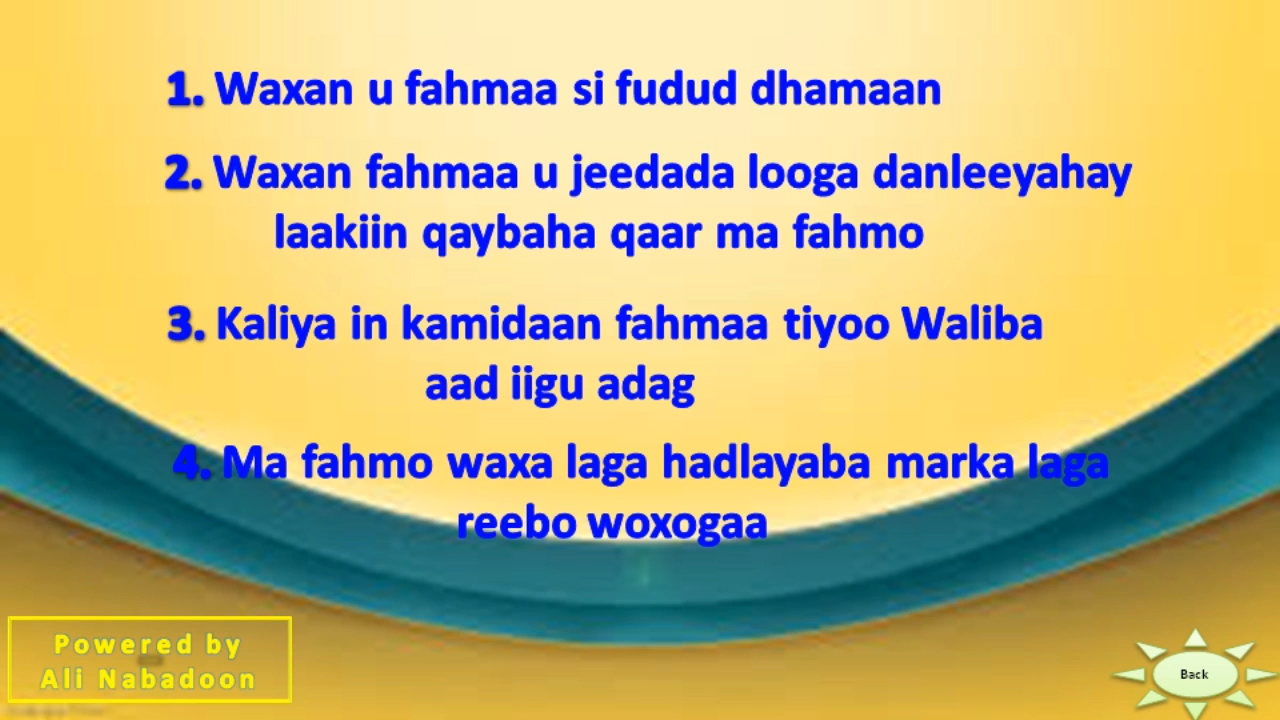 1. Waxan u fahmaa si fudud dhamaan
2. Waxan fahmaa u jeedada looga danleeyahay
laakiin qaybaha qaar ma fahmo
3. Kaliya in kamidaan fahmaa tiyoo Waliba
aad iigu adag
4. Ma fahmo waxa laga hadlayaba marka laga
reebo woxogaa
Powered by
Ali Nabadoon
Back